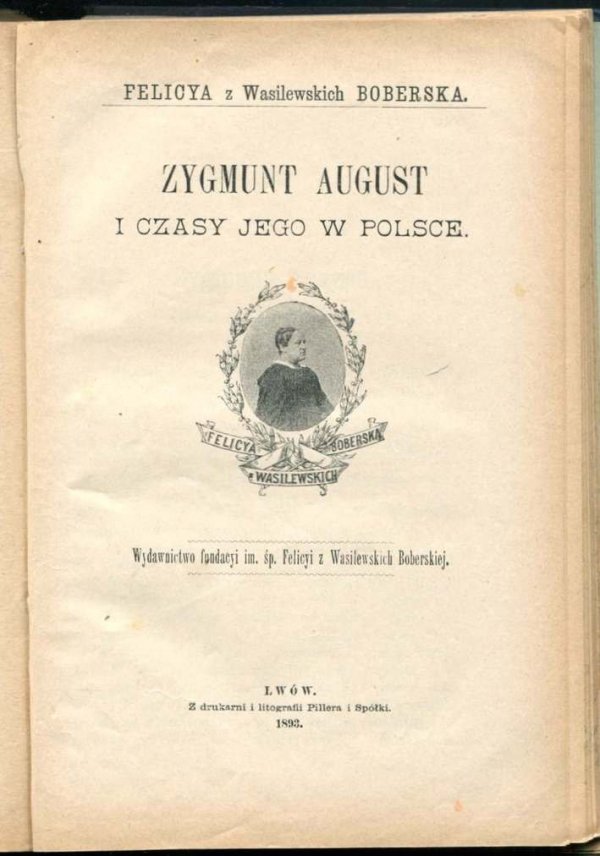 FELICYA z Wasilewskich BOBERSKA.
ZYGMUNT AUGUST
I CZASY JEGO W POLSCE.
FELICYA BOBERSKA
z WASILEWSKICH
Wydawnictwo fundacyi im. śp. Felicyi z Wasilewskich Boberskiej.
LWÓW.
Z drukarni i litografii Pillera i Spółki.
1893.